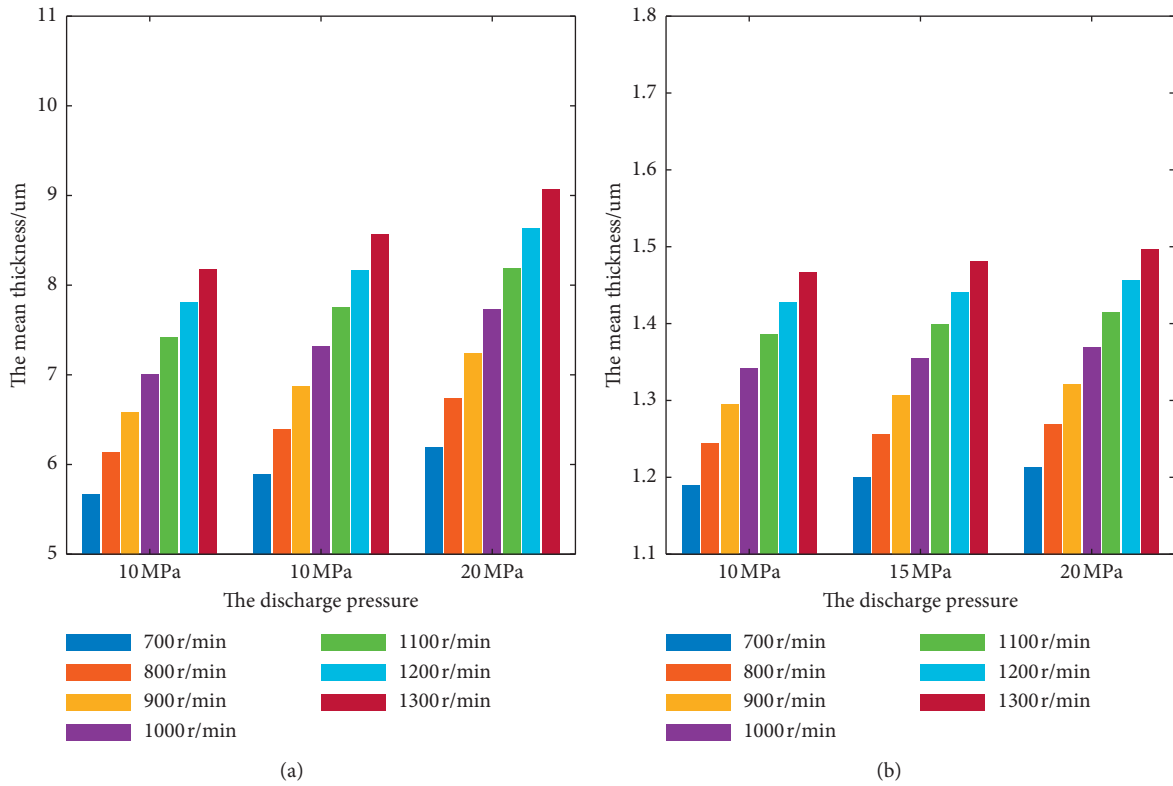 The mean thickness/um
11
10
9
8
7
6
5
10 MPa 10 MPa 20 MPa
The discharge pressure
700 r/min 1100 r/min
800 r/min 1200 r/min
900 r/min 1300 r/min
1000 r/min
(a)
The mean thickness/um
1.8
1.7
1.6
1.5
1.4
1.3
1.2
1.1
10 MPa 15 MPa 20 MPa
The discharge pressure
700 r/min 1100 r/min
800 r/min 1200 r/min
900 r/min 1300 r/min
1000 r/min
(b)